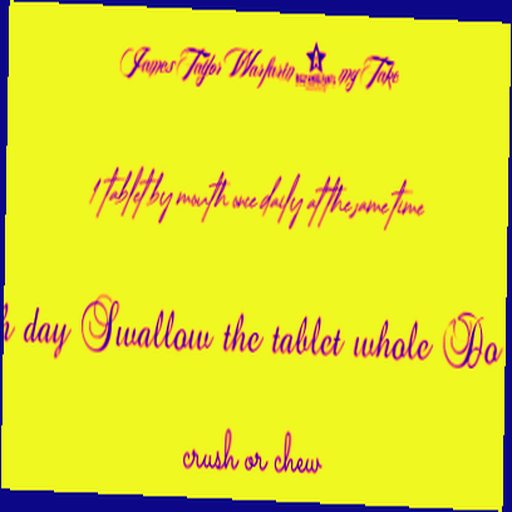 James Taylor Warfarin mg Take
1 tablet by mouth once daily at the same time
day Swallow the tablet whole Do
crush or chew